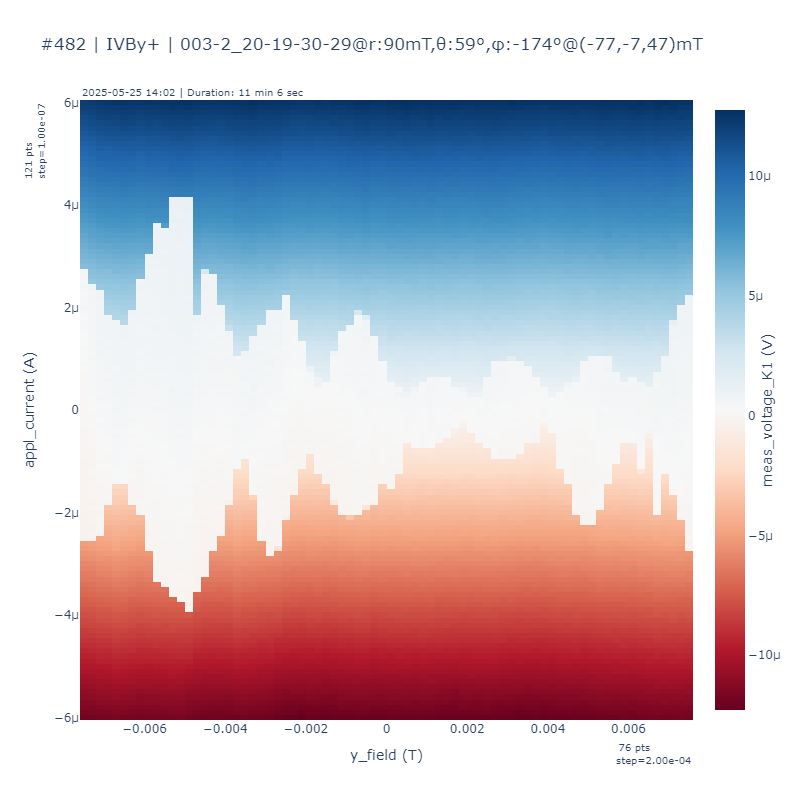 #482 | IVBy+ | 003-2_20-19-30-29@r:90mT,θ:59°,φ:-174°@(-77,-7,47)mT
2025-05-25 14:02 | Duration: 11 min 6 sec
121 pts
step=1.00e-07
6μ
4μ
2μ
0
−2μ
−4μ
−6μ
appl_current (A)
−0.006
−0.004
−0.002
0
0.002
0.004
0.006
y_field (T)
76 pts
step=2.00e-04
10μ
5μ
0
−5μ
−10μ
meas_voltage_K1 (V)